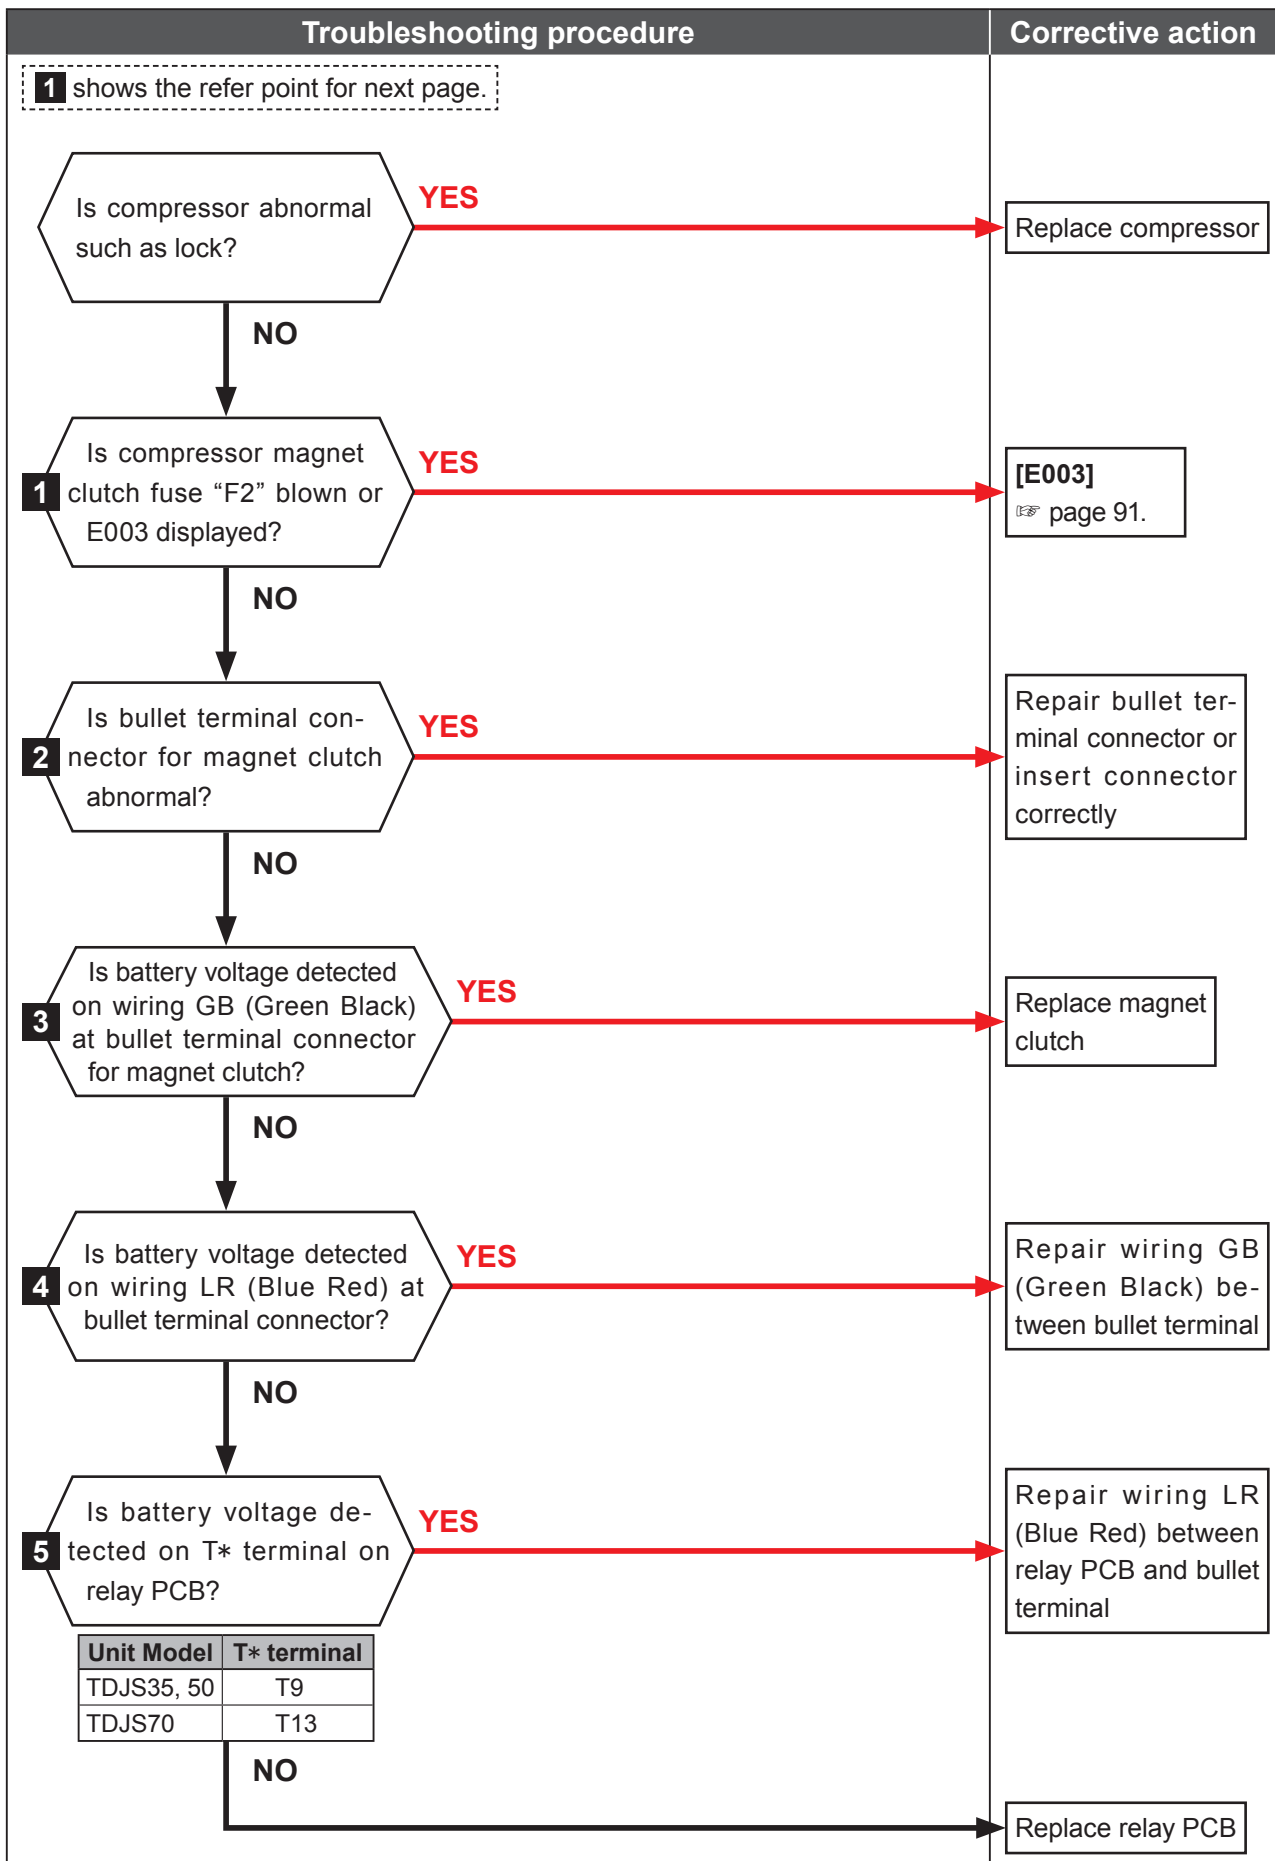 Troubleshooting procedure
Corrective action
1 shows the refer point for next page.
Is compressor abnormal
such as lock?
YES
Replace compressor
NO
Is compressor magnet
1 clutch fuse “F2” blown or
E003 displayed?
YES
[E003]
☞ page 91.
NO
Is bullet terminal con-
2 nector for magnet clutch
abnormal?
YES
Repair bullet ter-
minal connector or
insert connector
correctly
NO
Is battery voltage detected
on wiring GB (Green Black)
3 at bullet terminal connector
for magnet clutch?
YES
Replace magnet
clutch
NO
Is battery voltage detected
4 on wiring LR (Blue Red) at
bullet terminal connector?
YES
Repair wiring GB
(Green Black) be-
tween bullet terminal
NO
Is battery voltage de-
5 tected on T* terminal on
relay PCB?
YES
Repair wiring LR
(Blue Red) between
relay PCB and bullet
terminal
Unit Model T* terminal
TDJS35, 50 T9
TDJS70 T13
NO
Replace relay PCB